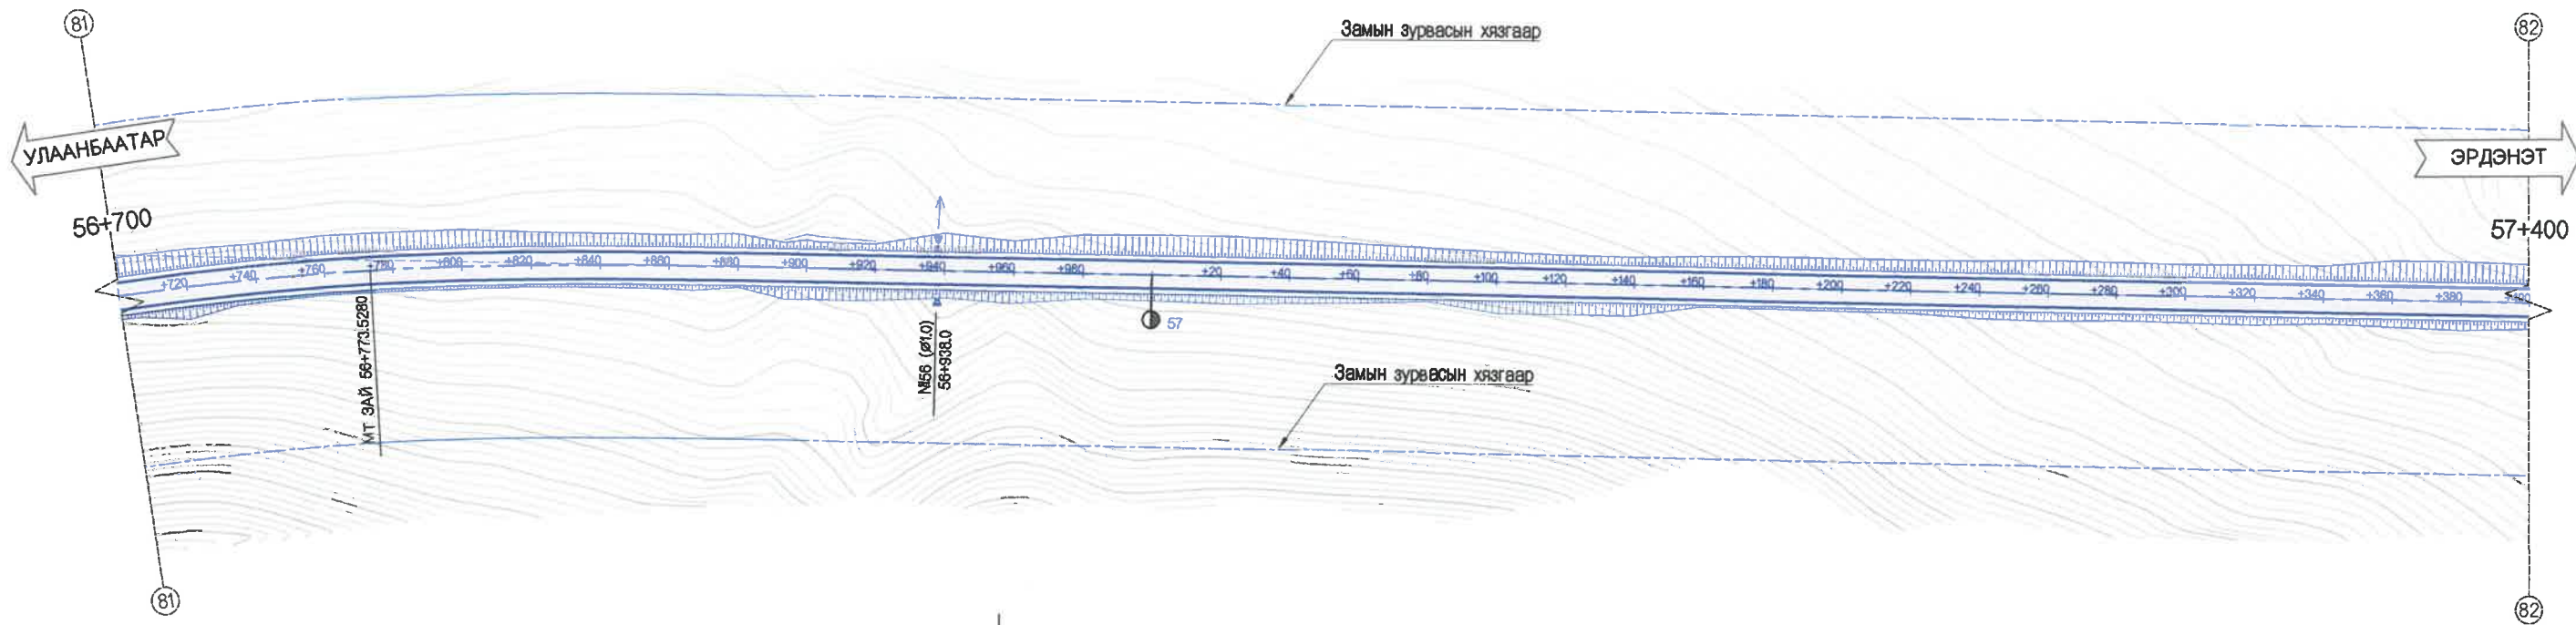 81
82
Замын зурвасын хязгаар
УЛААНБААТАР
ЭРДЭНЭТ
56+700
57+400
+720 +740 +760 +780 +800 +820 +840 +860 +880 +900 +920 +940 +960 +980 +20 +40 +60 +80 +100 +120 +140 +160 +180 +200 +220 +240 +260 +280 +300 +320 +340 +360 +380 +400
57
МТ ЗАЙ 56+773.5280
№56 (ø1.0)
56+938.0
Замын зурвасын хязгаар
81
82